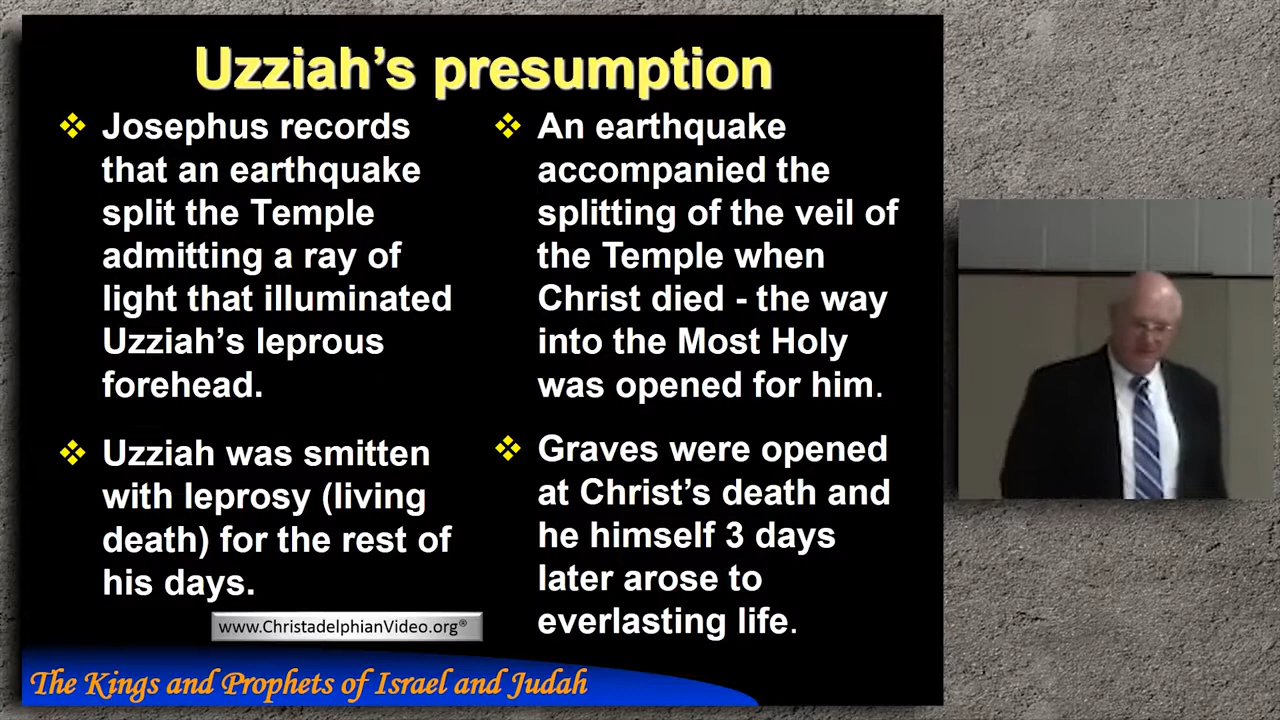 Uzziah's presumption
❖ Josephus records
that an earthquake
split the Temple
admitting a ray of
light that illuminated
Uzziah's leprous
forehead.
❖ Uzziah was smitten
with leprosy (living
death) for the rest of
his days.
❖ An earthquake
accompanied the
splitting of the veil of
the Temple when
Christ died - the way
into the Most Holy
was opened for him.
❖ Graves were opened
at Christ's death and
he himself 3 days
later arose to
everlasting life.
www.ChristadelphianVideo.org®
The Kings and Prophets of Israel and Judah